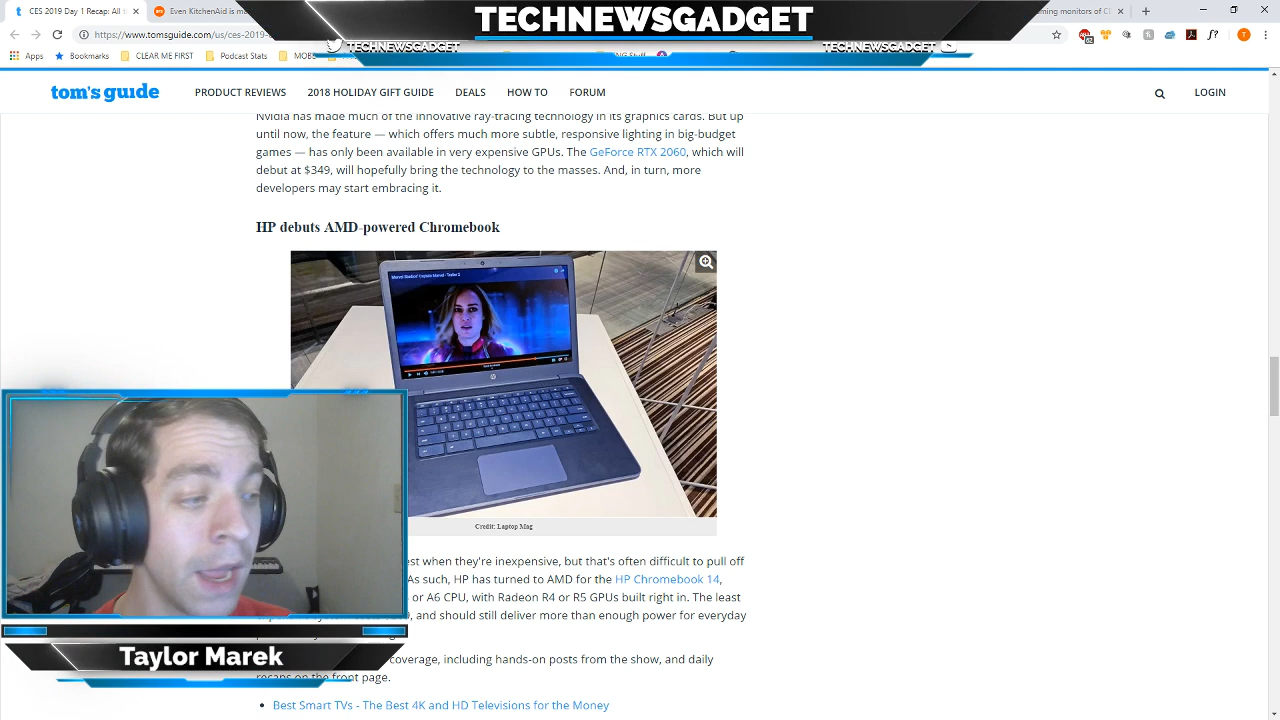 CES 2019 Day 1 Recap: All t
Even KitchenAid is m
TECHNEWSGADGET
ming monitors of C
https://www.tomsguide.com/us/ces-2019-
TECHNEWSGADGET
TECHNEWSGADGET
Apps
Bookmarks
CLEAR ME FIRST
Podcast Stats
MOBE
tom's guide
PRODUCT REVIEWS
2018 HOLIDAY GIFT GUIDE
DEALS
HOW TO
FORUM
LOGIN
Nvidia has made much of the innovative ray-tracing technology in its graphics cards. But up
until now, the feature — which offers much more subtle, responsive lighting in big-budget
games — has only been available in very expensive GPUs. The GeForce RTX 2060, which will
debut at $349, will hopefully bring the technology to the masses. And, in turn, more
developers may start embracing it.
HP debuts AMD-powered Chromebook
Credit: Laptop Mag
est when they're inexpensive, but that's often difficult to pull off
As such, HP has turned to AMD for the HP Chromebook 14,
or A6 CPU, with Radeon R4 or R5 GPUs built right in. The least
, and should still deliver more than enough power for everyday
Taylor Marek
coverage, including hands-on posts from the show, and daily
recaps on the front page.
• Best Smart TVs - The Best 4K and HD Televisions for the Money